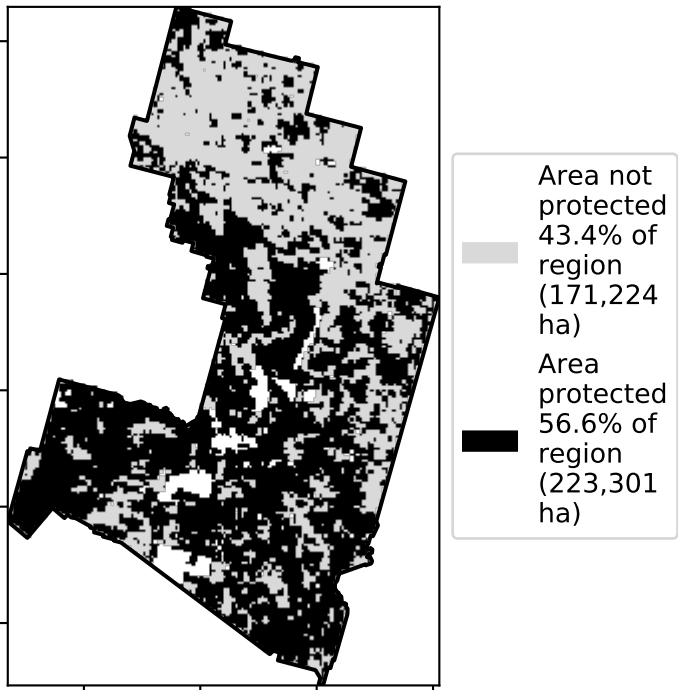 Area not
protected
43.4% of
region
(171,224
ha)
Area
protected
56.6% of
region
(223,301
ha)